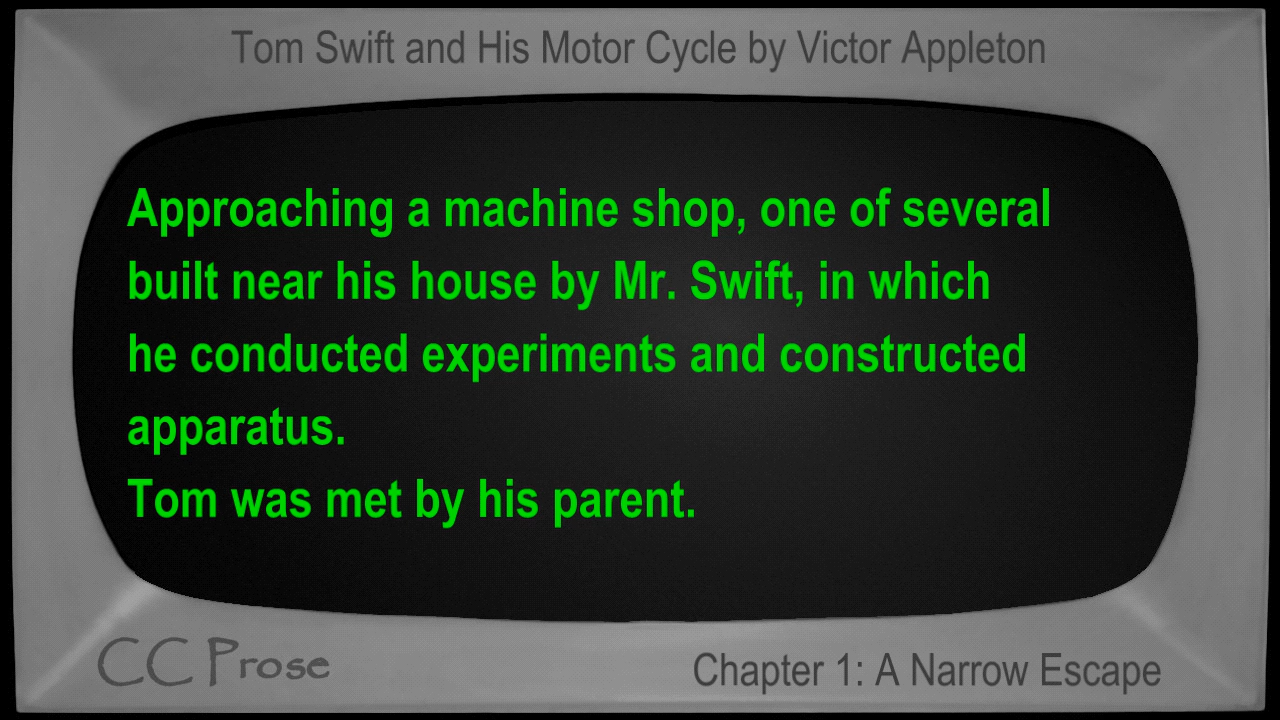 Tom Swift and His Motor Cycle by Victor Appleton
Approaching a machine shop, one of several
built near his house by Mr. Swift, in which
he conducted experiments and constructed
apparatus.
Tom was met by his parent.
CC Prose
Chapter 1: A Narrow Escape